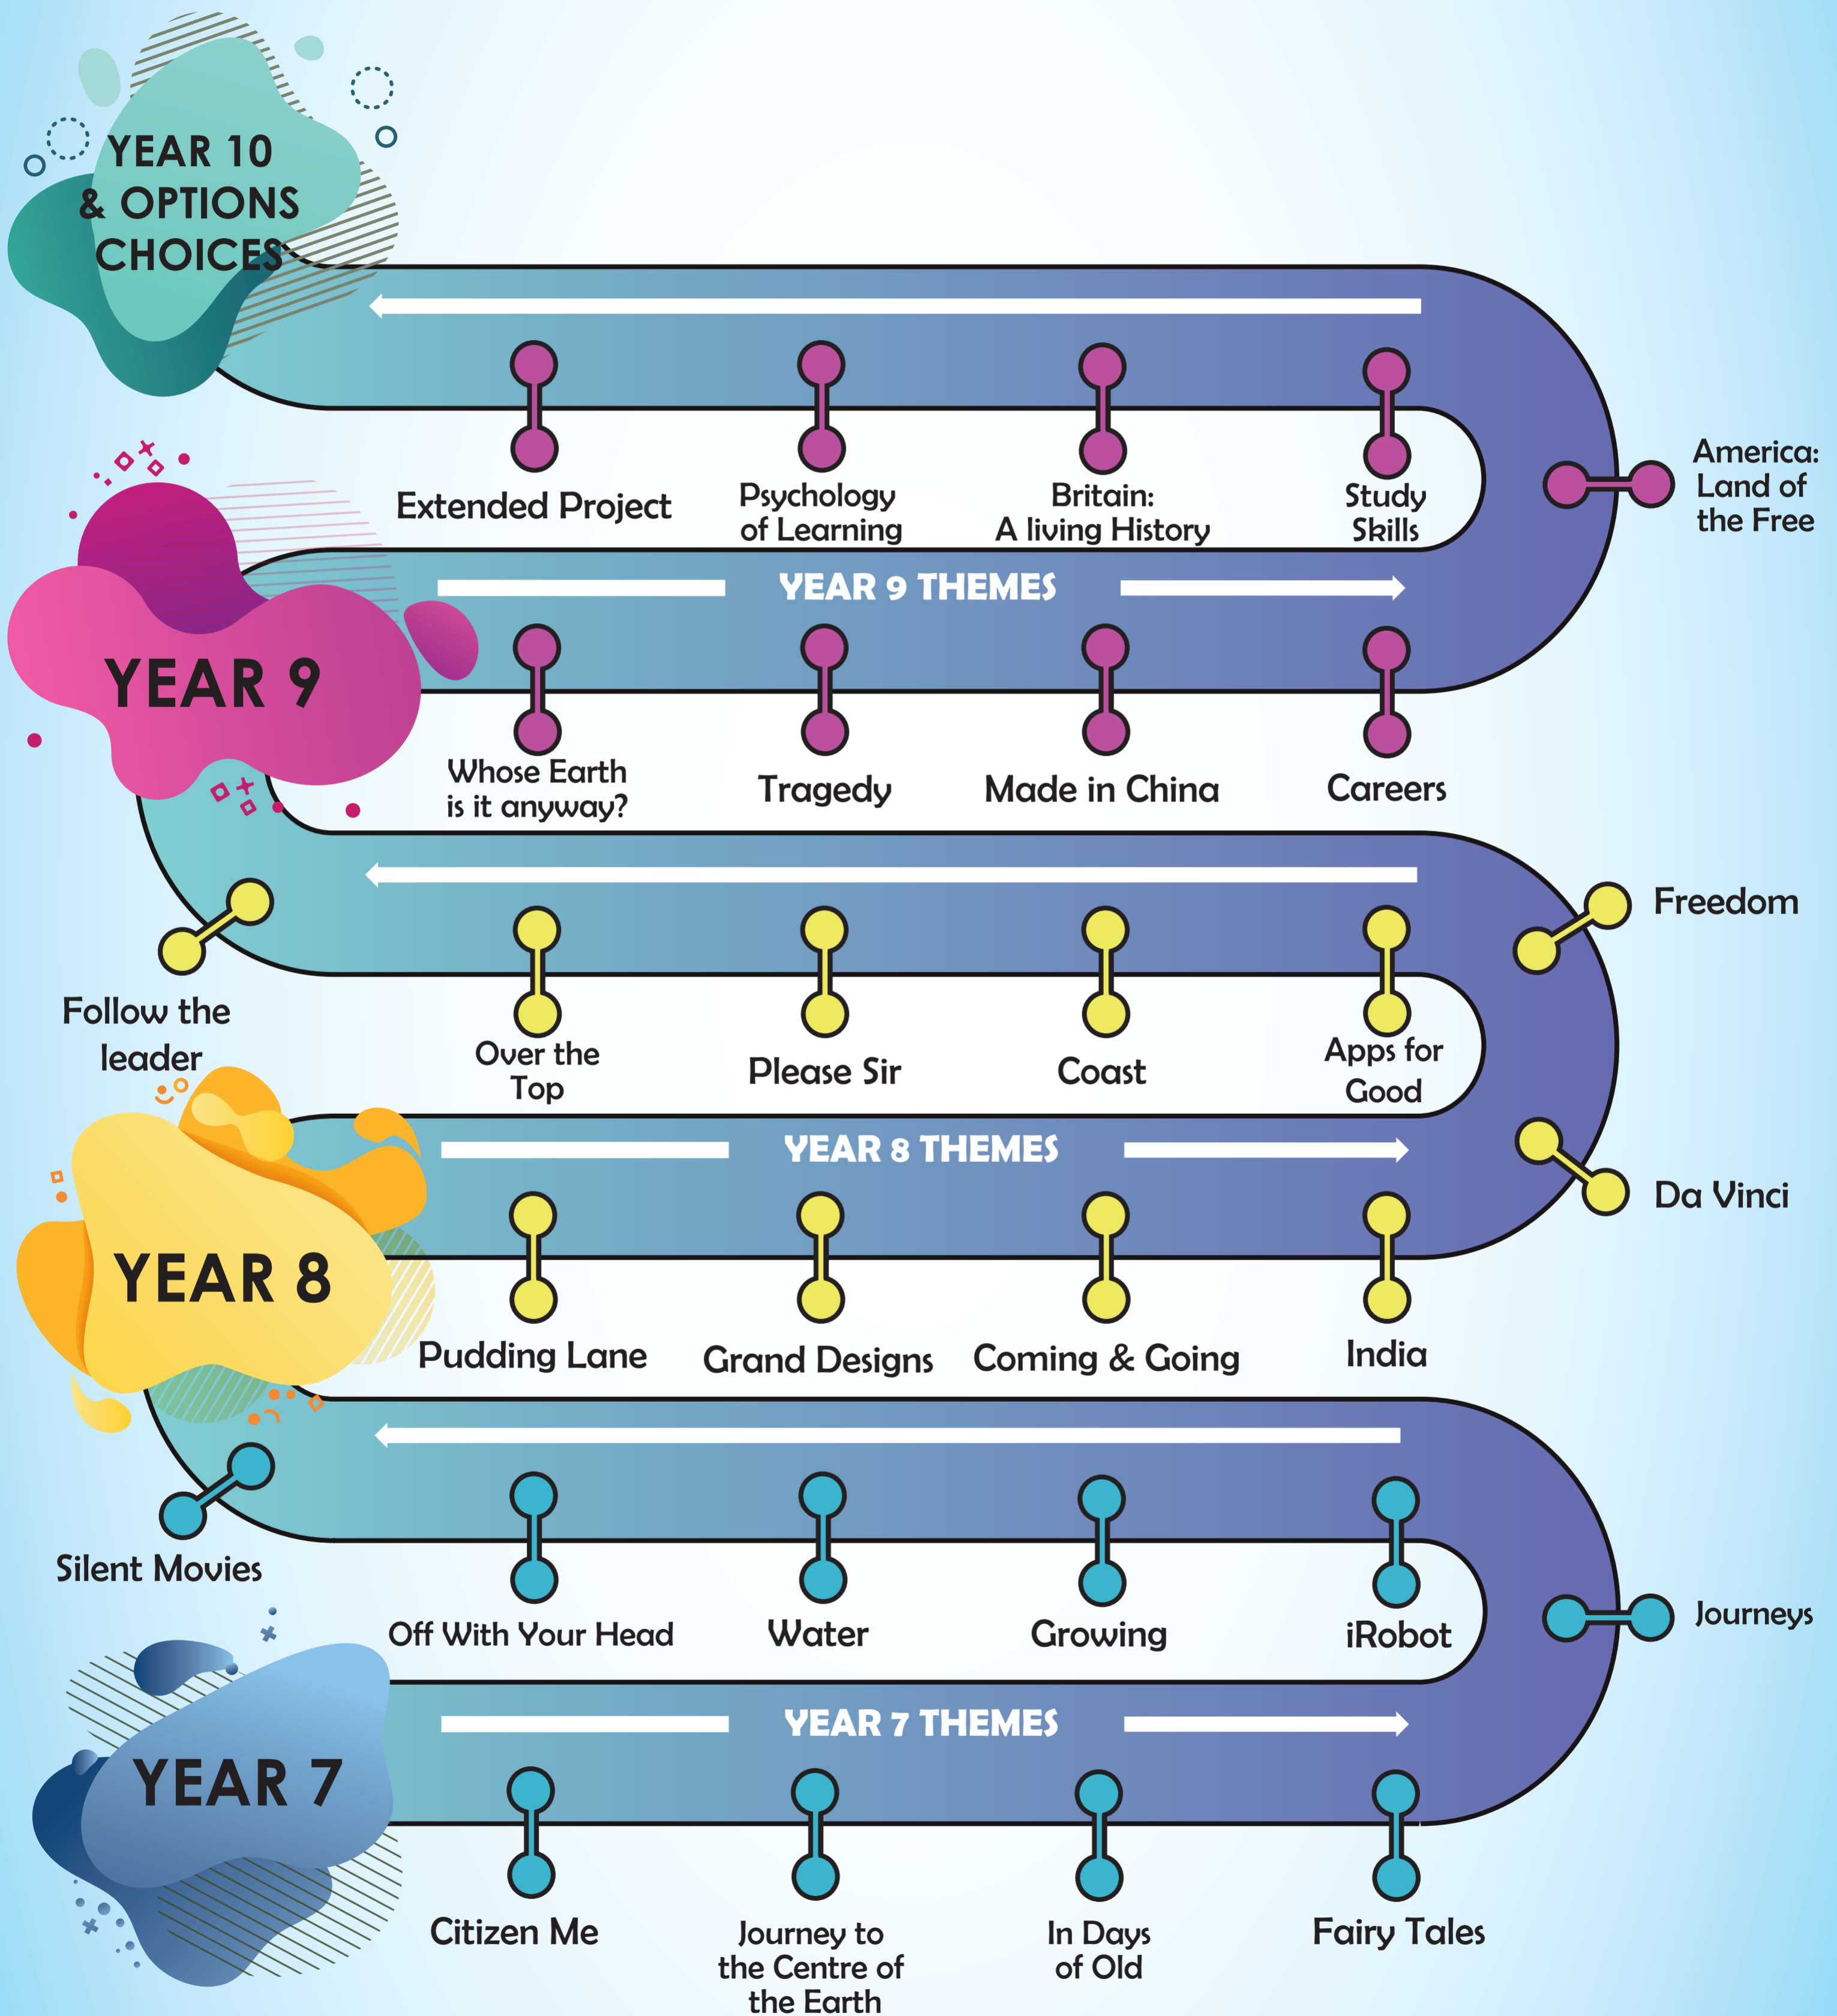 YEAR 10
& OPTIONS
CHOICES
Extended Project
Psychology
of Learning
Britain:
A living History
Study
Skills
America:
Land of
the Free
YEAR 9 THEMES
YEAR 9
Whose Earth
is it anyway?
Tragedy
Made in China
Careers
Freedom
Follow the
leader
Over the
Top
Please Sir
Coast
Apps for
Good
YEAR 8 THEMES
Da Vinci
YEAR 8
Pudding Lane
Grand Designs
Coming & Going
India
Silent Movies
Off With Your Head
Water
Growing
iRobot
Journeys
YEAR 7 THEMES
YEAR 7
Citizen Me
Journey to
the Centre of
the Earth
In Days
of Old
Fairy Tales